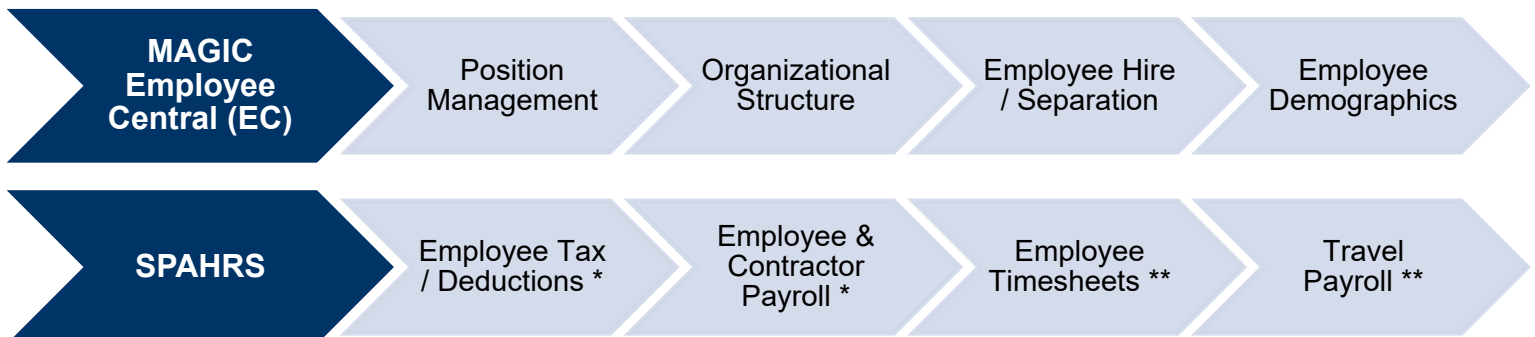 MAGIC
Employee
Central (EC)
Position
Management
Organizational
Structure
Employee Hire
/ Separation
Employee
Demographics
SPAHRS
Employee Tax
/ Deductions *
Employee &
Contractor
Payroll *
Employee
Timesheets **
Travel
Payroll **